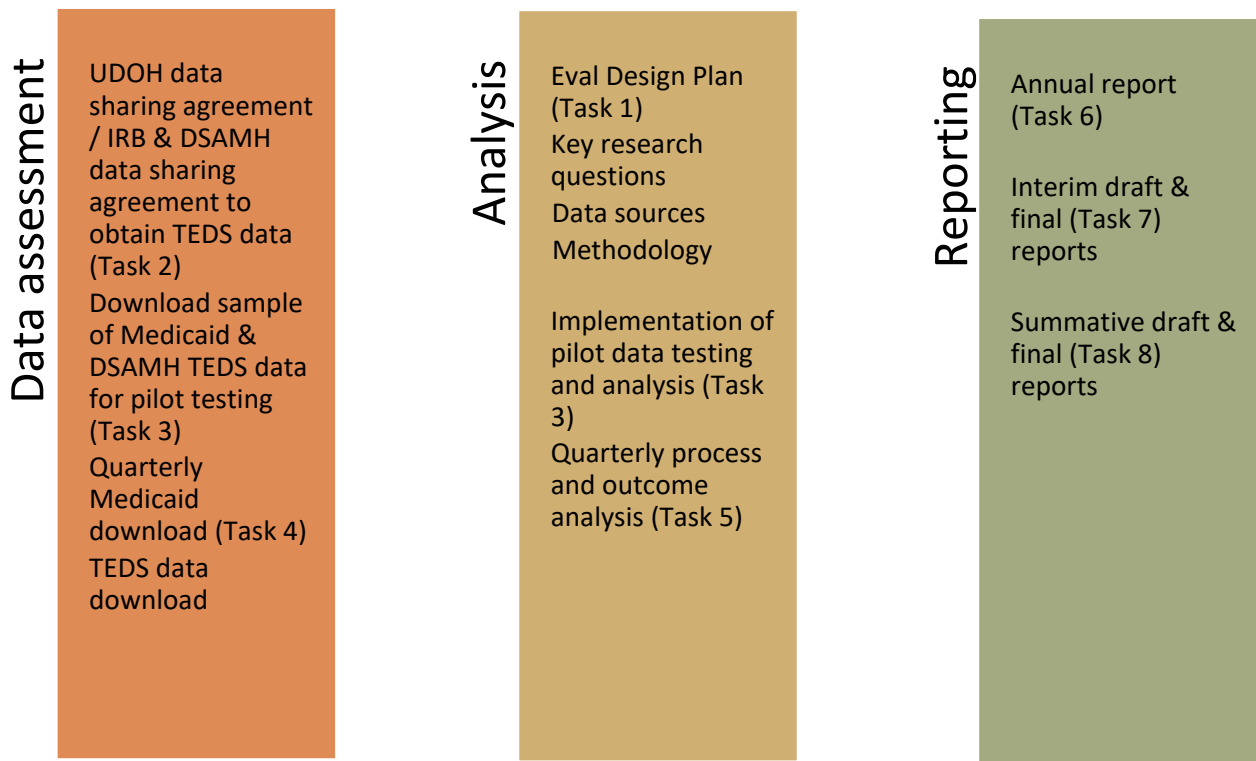 Data assessment
UDOH data
sharing agreement
/ IRB & DSAMH
data sharing
agreement to
obtain TEDS data
(Task 2)
Download sample
of Medicaid &
DSAMH TEDS data
for pilot testing
(Task 3)
Quarterly
Medicaid
download (Task 4)
TEDS data
download
Analysis
Eval Design Plan
(Task 1)
Key research
questions
Data sources
Methodology
Implementation of
pilot data testing
and analysis (Task
3)
Quarterly process
and outcome
analysis (Task 5)
Reporting
Annual report
(Task 6)
Interim draft &
final (Task 7)
reports
Summative draft &
final (Task 8)
reports